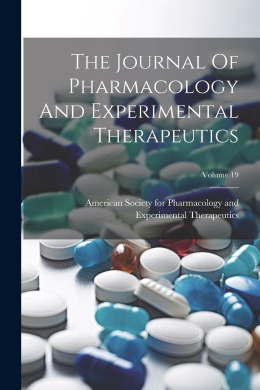 The Journal Of
Pharmacology
And Experimental
Therapeutics
Volume 19
American Society for Pharmacology and
Experimental Therapeutics